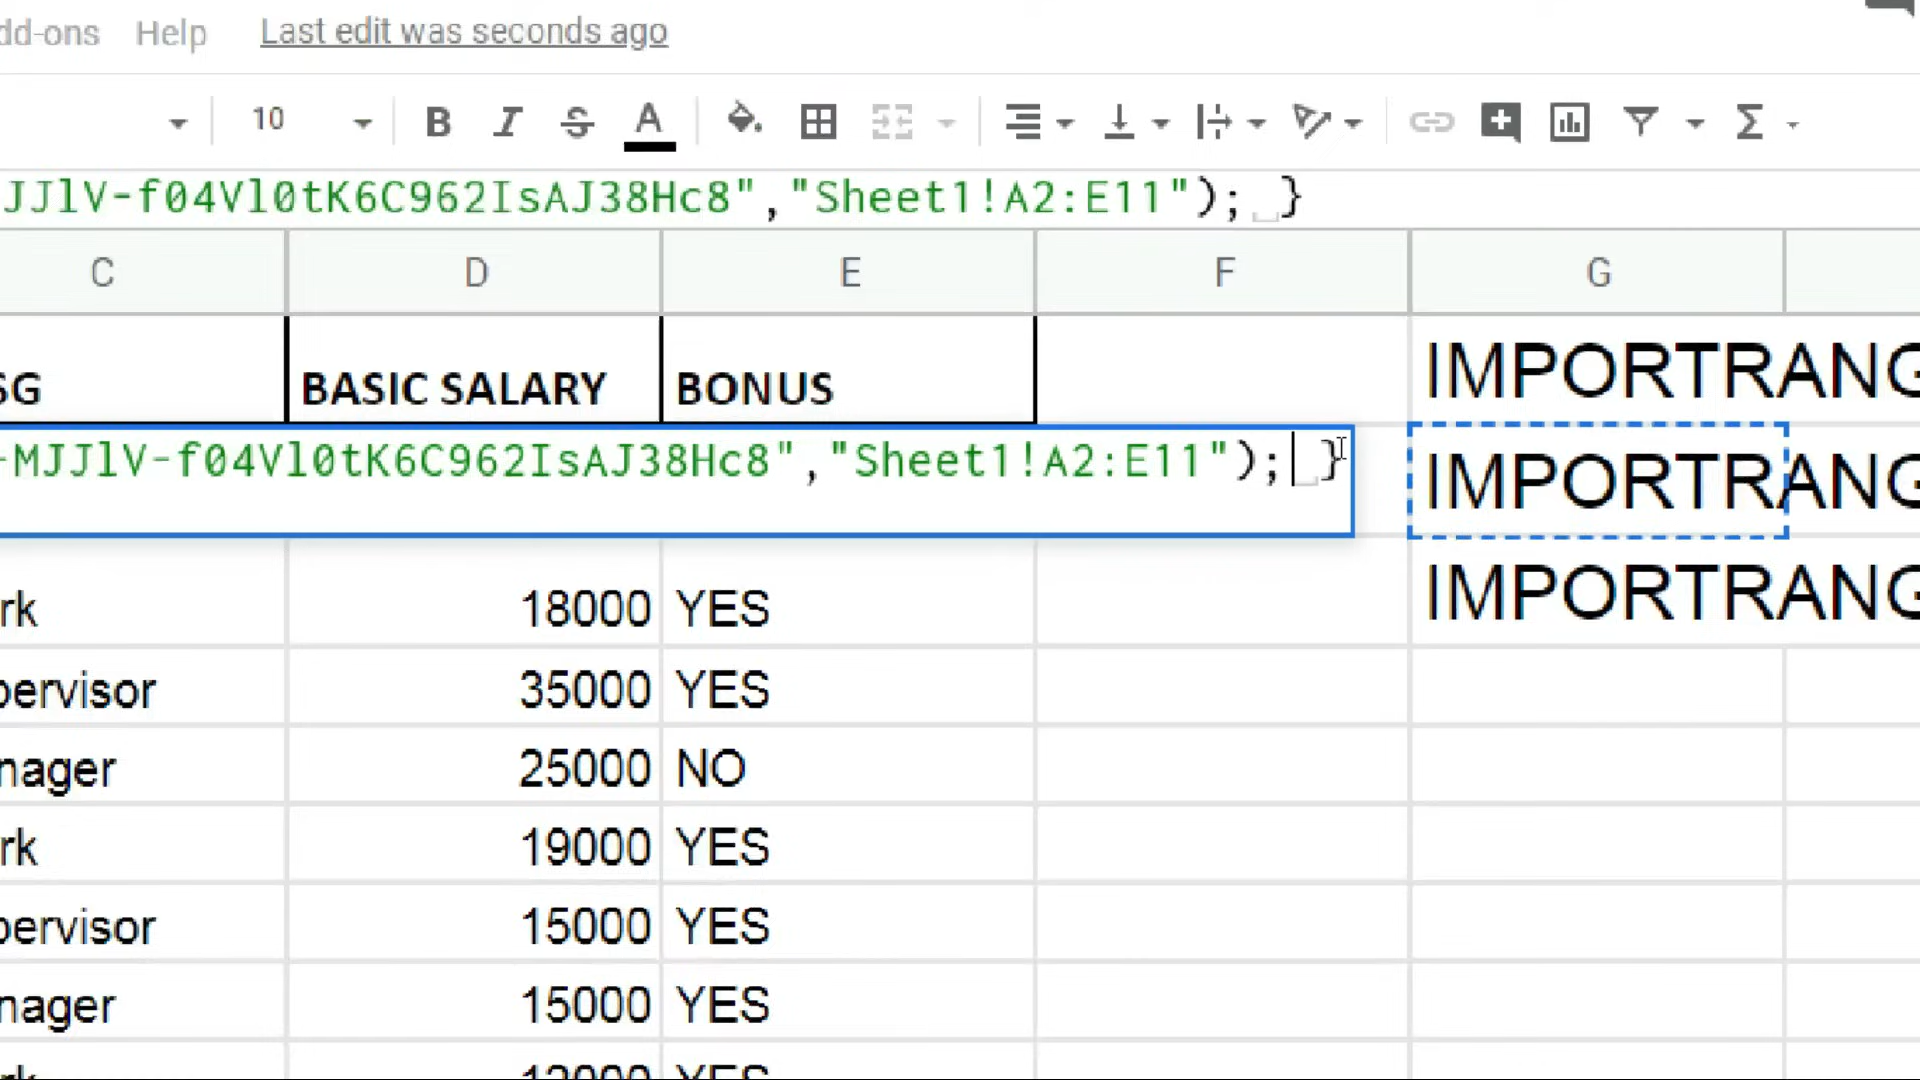 dd-ons Help Last edit was seconds ago
10 B I S A
JJlV-f04Vl0tK6C962IsAJ38Hc8","Sheet1!A2:E11"); }
C D E F G
SG BASIC SALARY BONUS IMPORTRANG
-MJJlV-f04Vl0tK6C962IsAJ38Hc8","Sheet1!A2:E11"); } IMPORTRANG
rk 18000 YES IMPORTRANG
pervisor 35000 YES
nager 25000 NO
rk 19000 YES
pervisor 15000 YES
nager 15000 YES